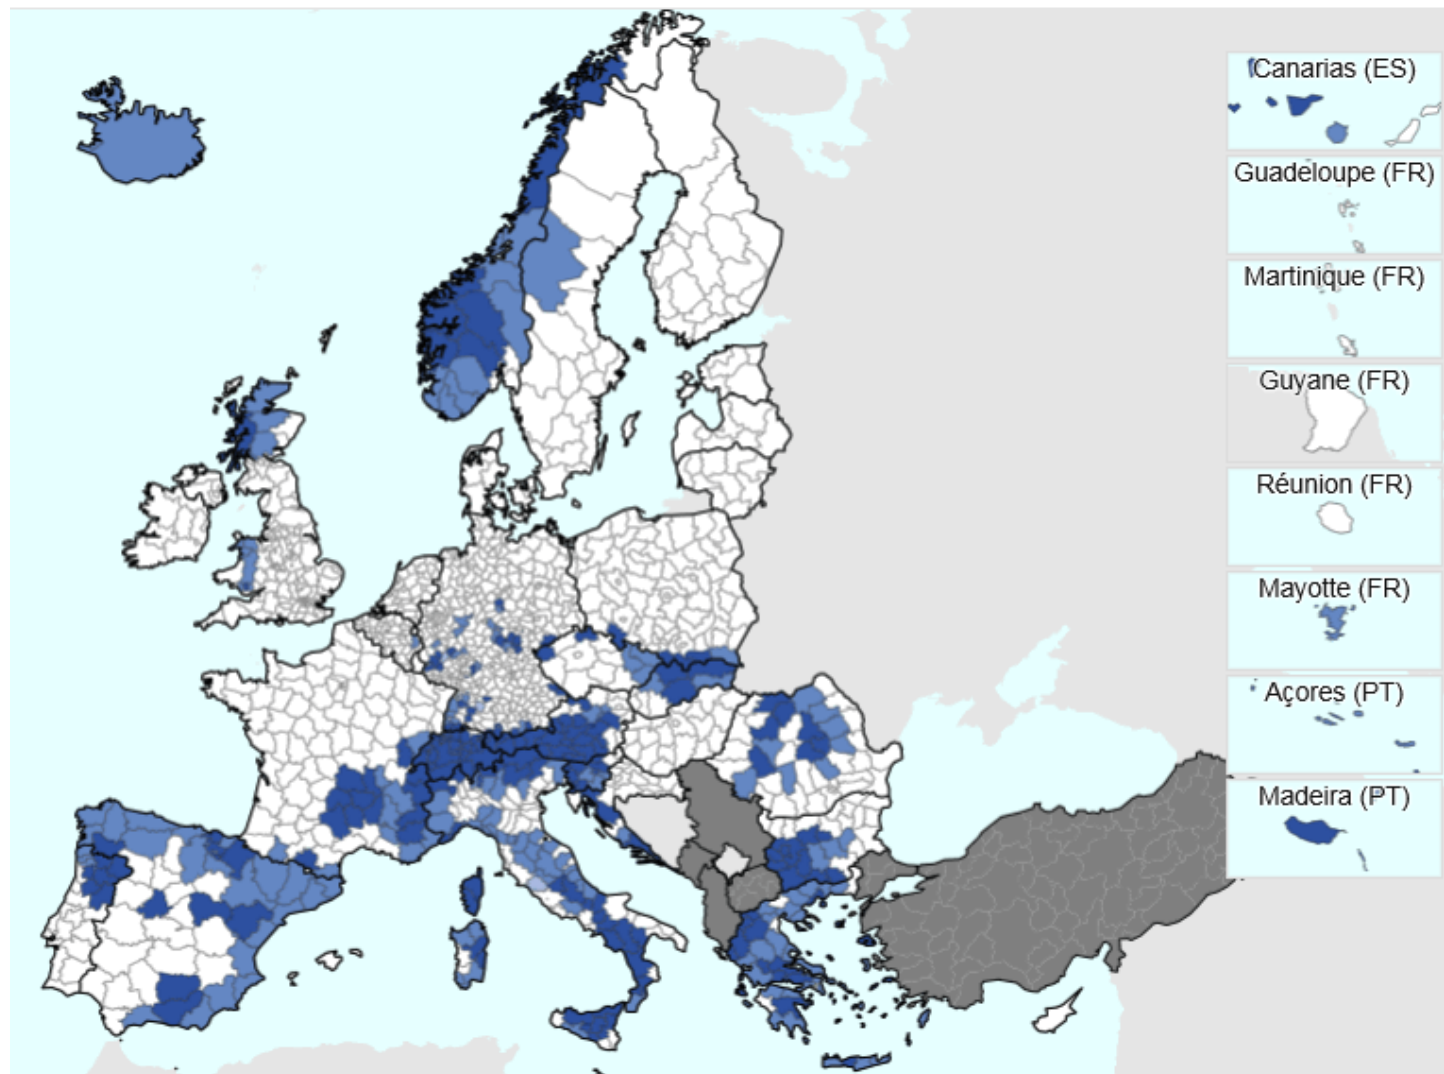 Canarias (ES)
Guadeloupe (FR)
Martinique (FR)
Guyane (FR)
Réunion (FR)
Mayotte (FR)
Açores (PT)
Madeira (PT)